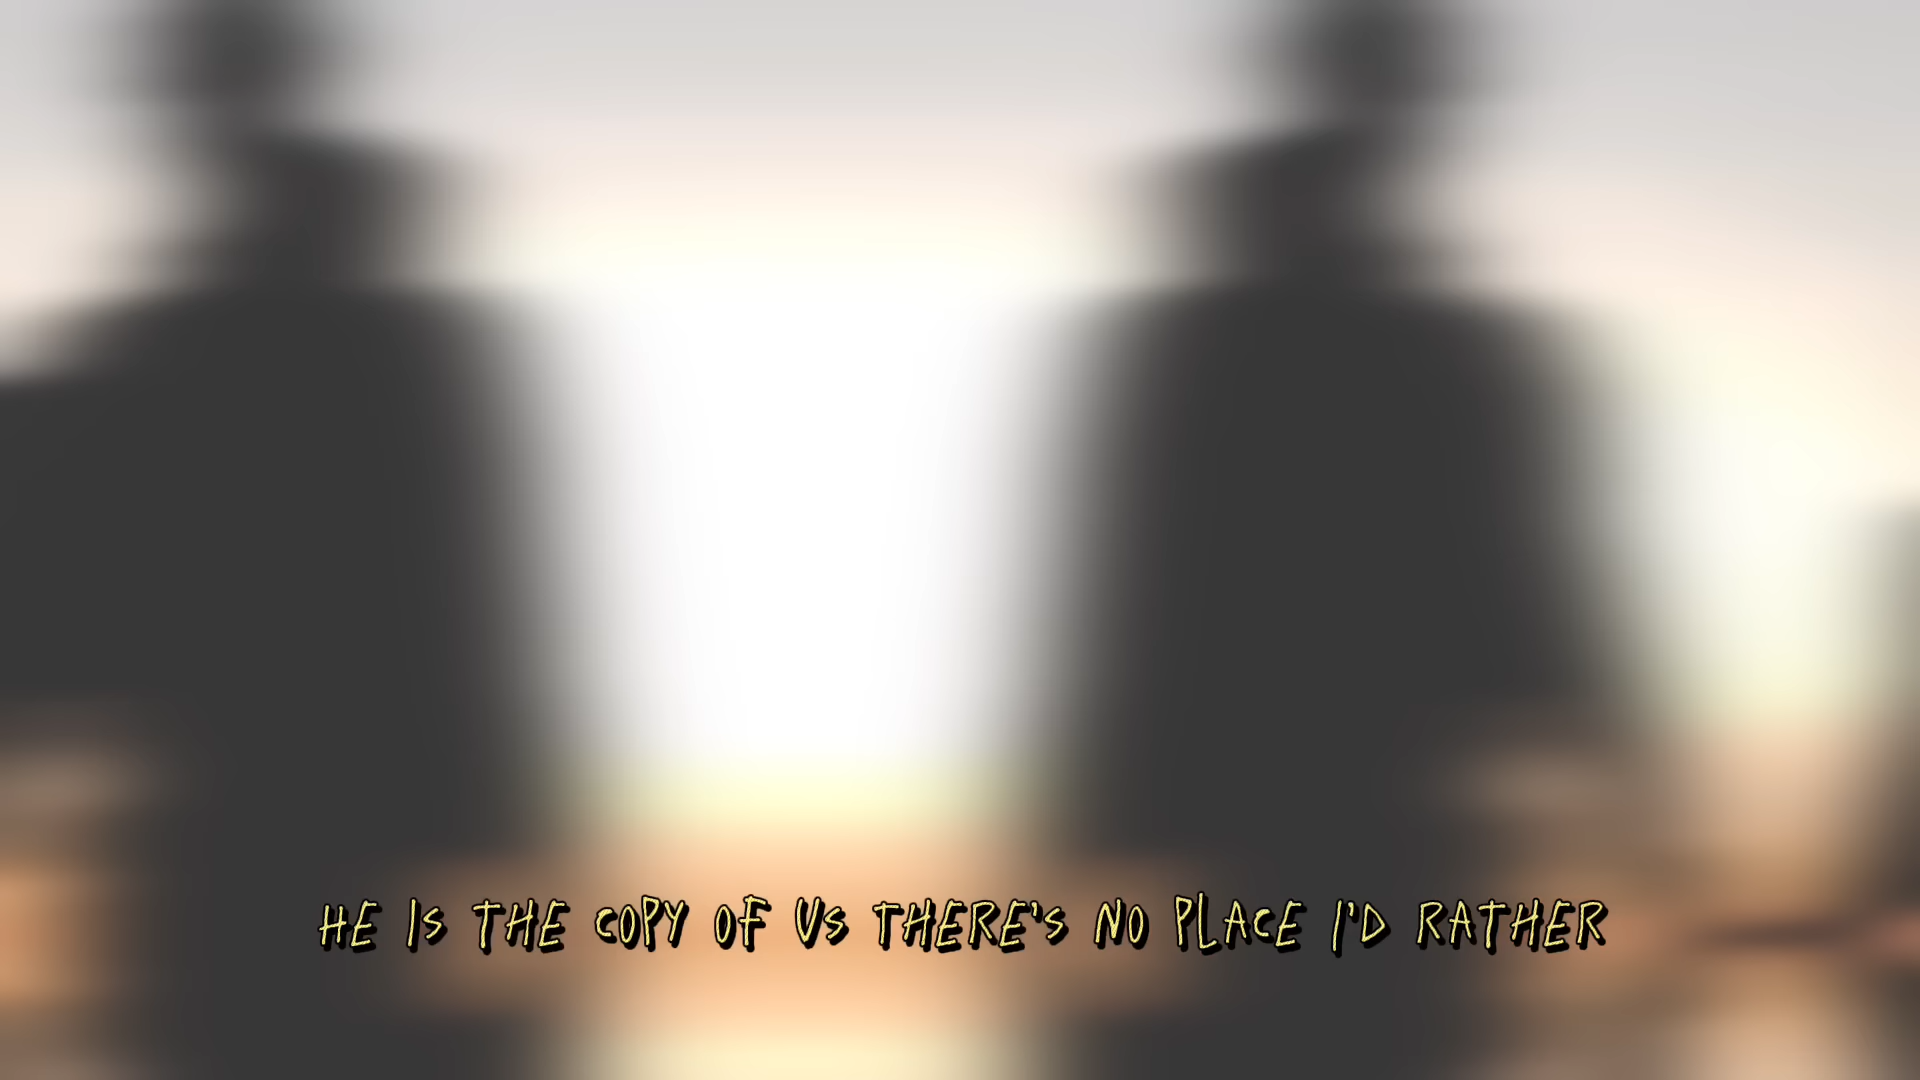 HE IS THE COPY OF US THERE'S NO PLACE I'D RATHER